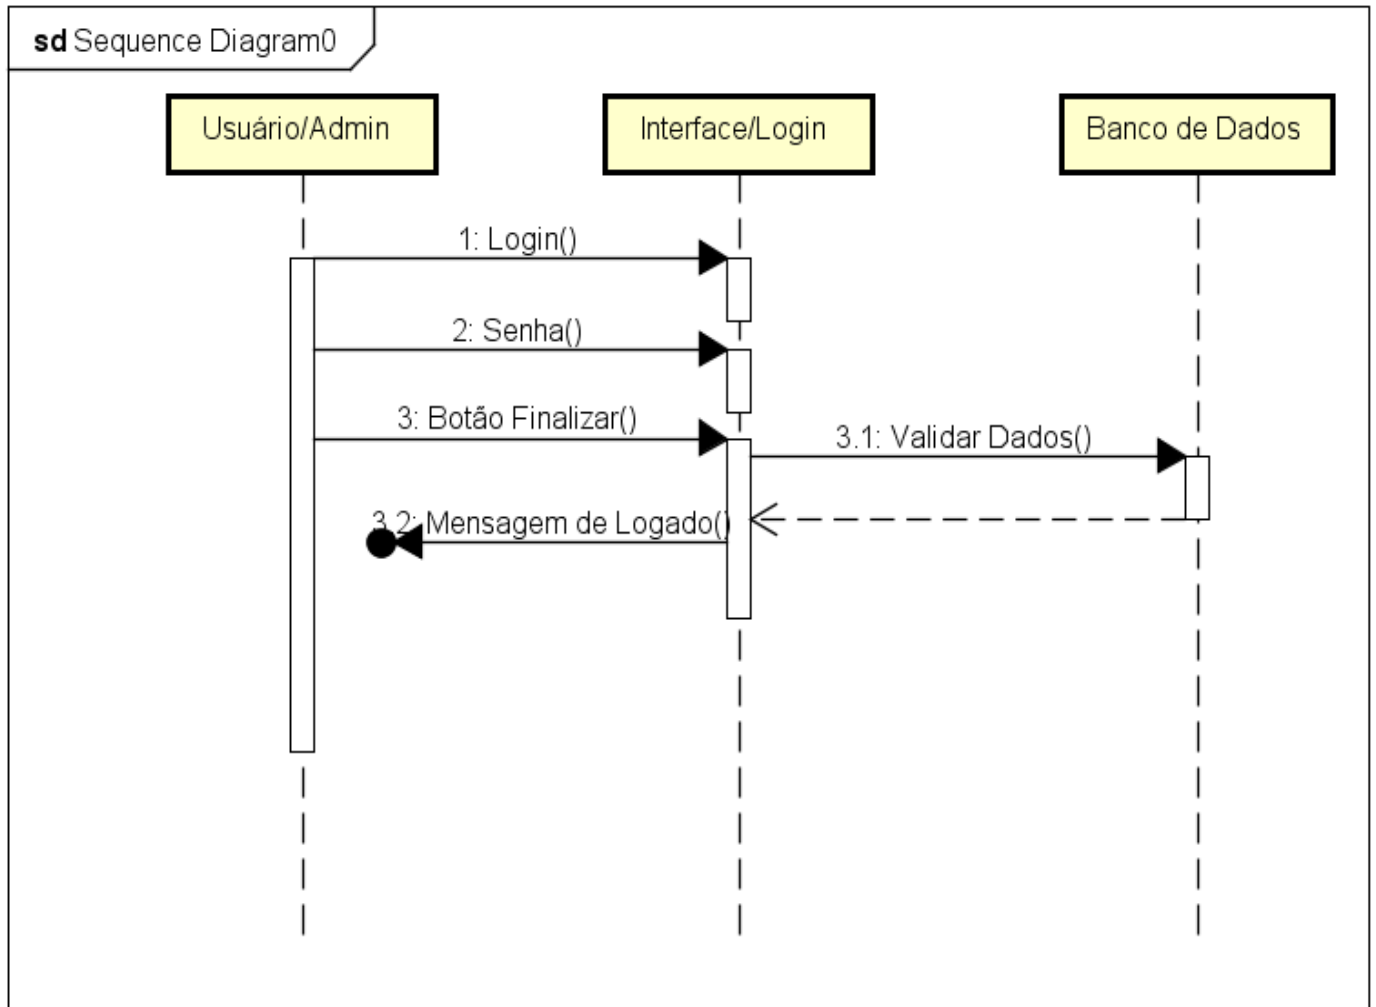 sd Sequence Diagram0
Usuário/Admin
Interface/Login
Banco de Dados
1: Login()
2: Senha()
3: Botão Finalizar()
3.1: Validar Dados()
3.2: Mensagem de Logado()